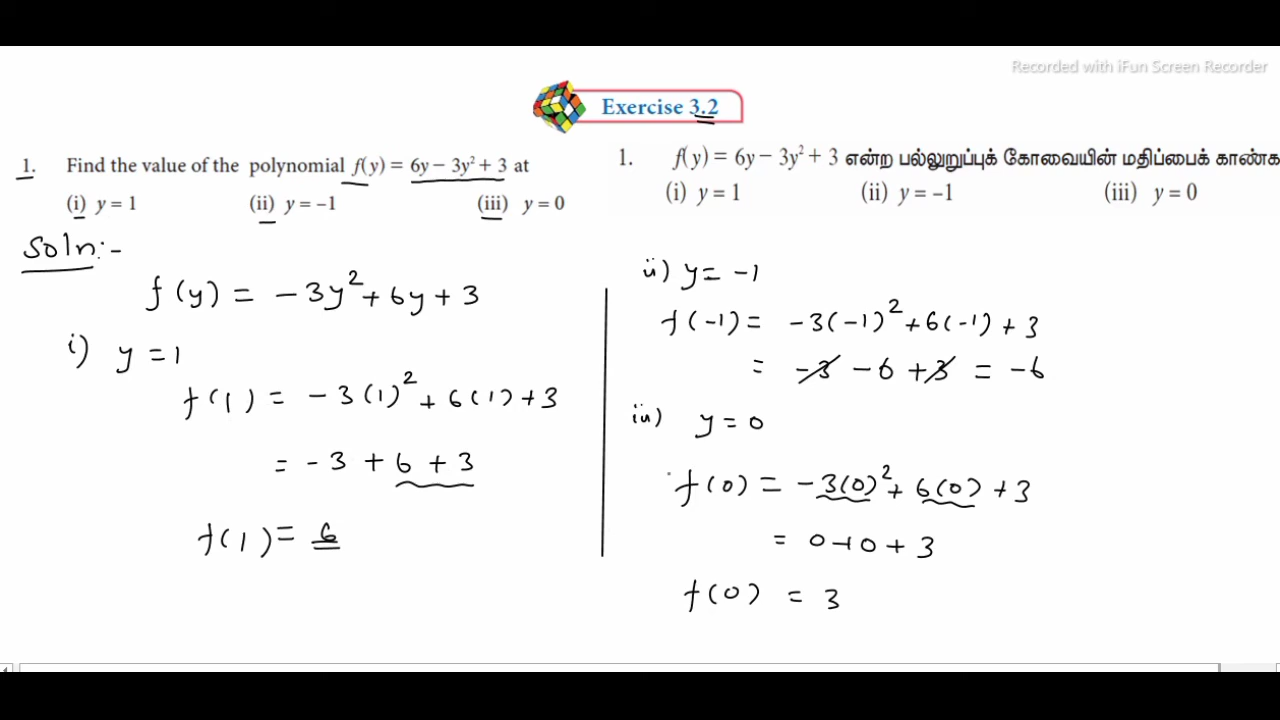 Recorded with iFun Screen Recorder
Exercise 3.2
1. Find the value of the polynomial f(y) = 6y – 3y² + 3 at
(i) y = 1 (ii) y = –1 (iii) y = 0
1. f(y) = 6y – 3y² + 3 என்ற பல்லுறுப்புக் கோவையின் மதிப்பைக் காண்க
(i) y = 1 (ii) y = –1 (iii) y = 0
Soln:-
f(y) = -3y² + 6y + 3
i) y = 1
f(1) = -3(1)² + 6(1) + 3
= -3 + 6 + 3
f(1) = 6
ii) y = -1
f(-1) = -3(-1)² + 6(-1) + 3
= -3 - 6 + 3 = -6
iii) y = 0
f(0) = -3(0)² + 6(0) + 3
= 0 + 0 + 3
f(0) = 3